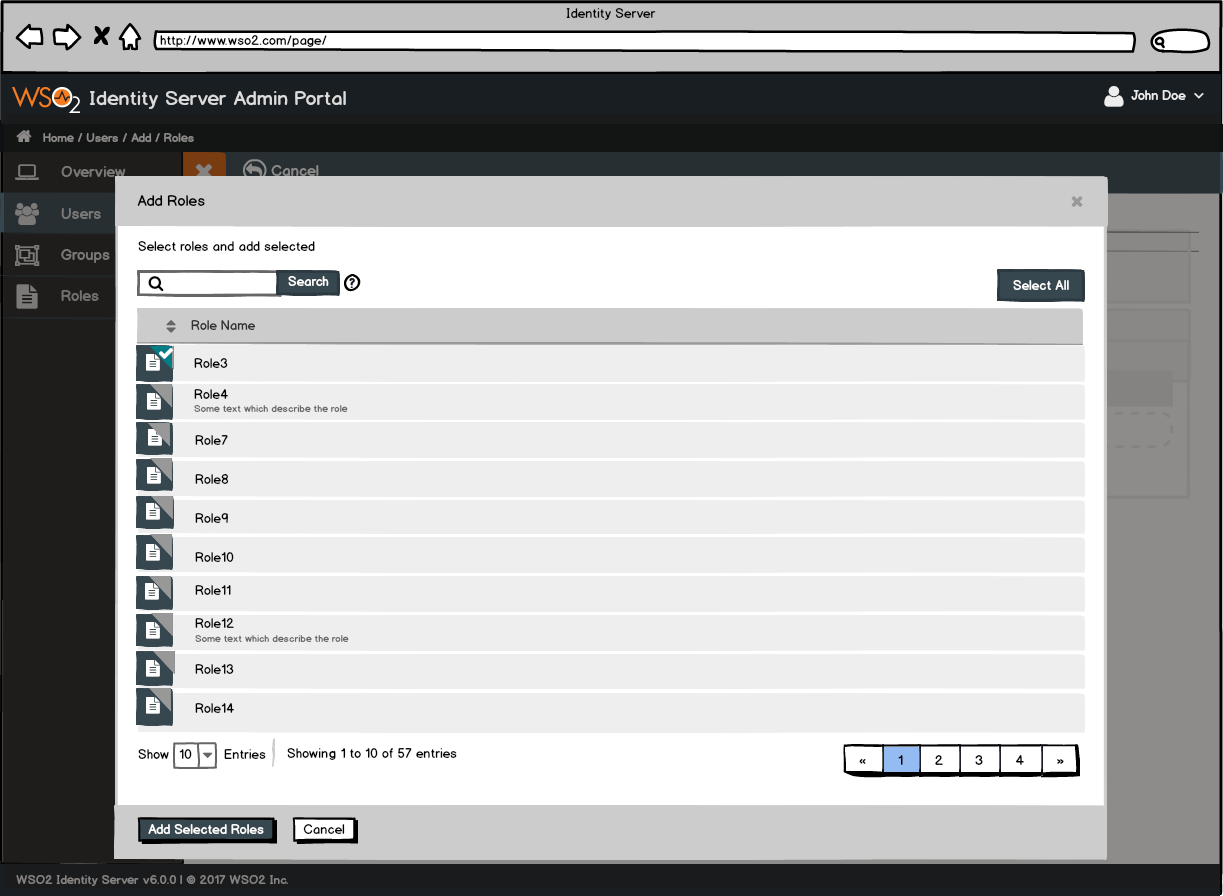 Identity Server
http://www.wso2.com/page/
WSO2 Identity Server Admin Portal
John Doe
Home / Users / Add / Roles
Overview
Cancel
Users
Groups
Roles
Add Roles
Select roles and add selected
Search
?
Select All
Role Name
Role3
Role4
Some text which describe the role
Role7
Role8
Role9
Role10
Role11
Role12
Some text which describe the role
Role13
Role14
Show 10 Entries
Showing 1 to 10 of 57 entries
« 1 2 3 4 »
Add Selected Roles
Cancel
WSO2 Identity Server v6.0.0 | © 2017 WSO2 Inc.